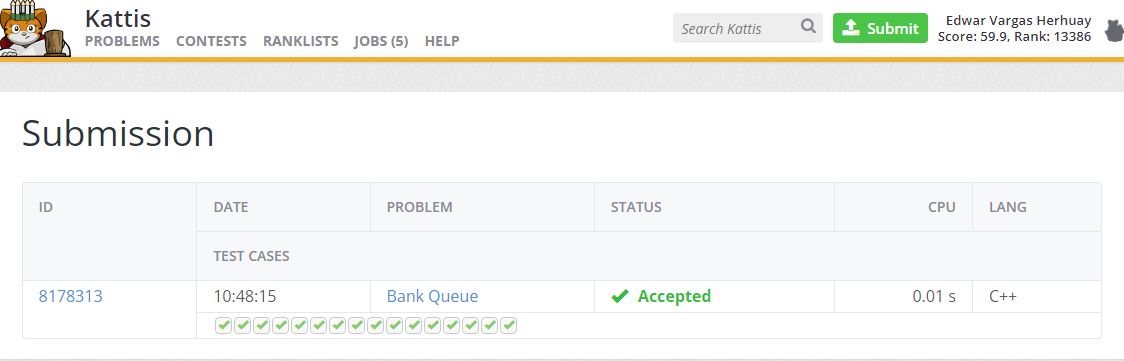 Kattis
PROBLEMS CONTESTS RANKLISTS JOBS (5) HELP
Search Kattis
Submit
Edwar Vargas Herhuay
Score: 59.9, Rank: 13386
Submission
ID DATE PROBLEM STATUS CPU LANG
TEST CASES
8178313 10:48:15 Bank Queue Accepted 0.01 s C++